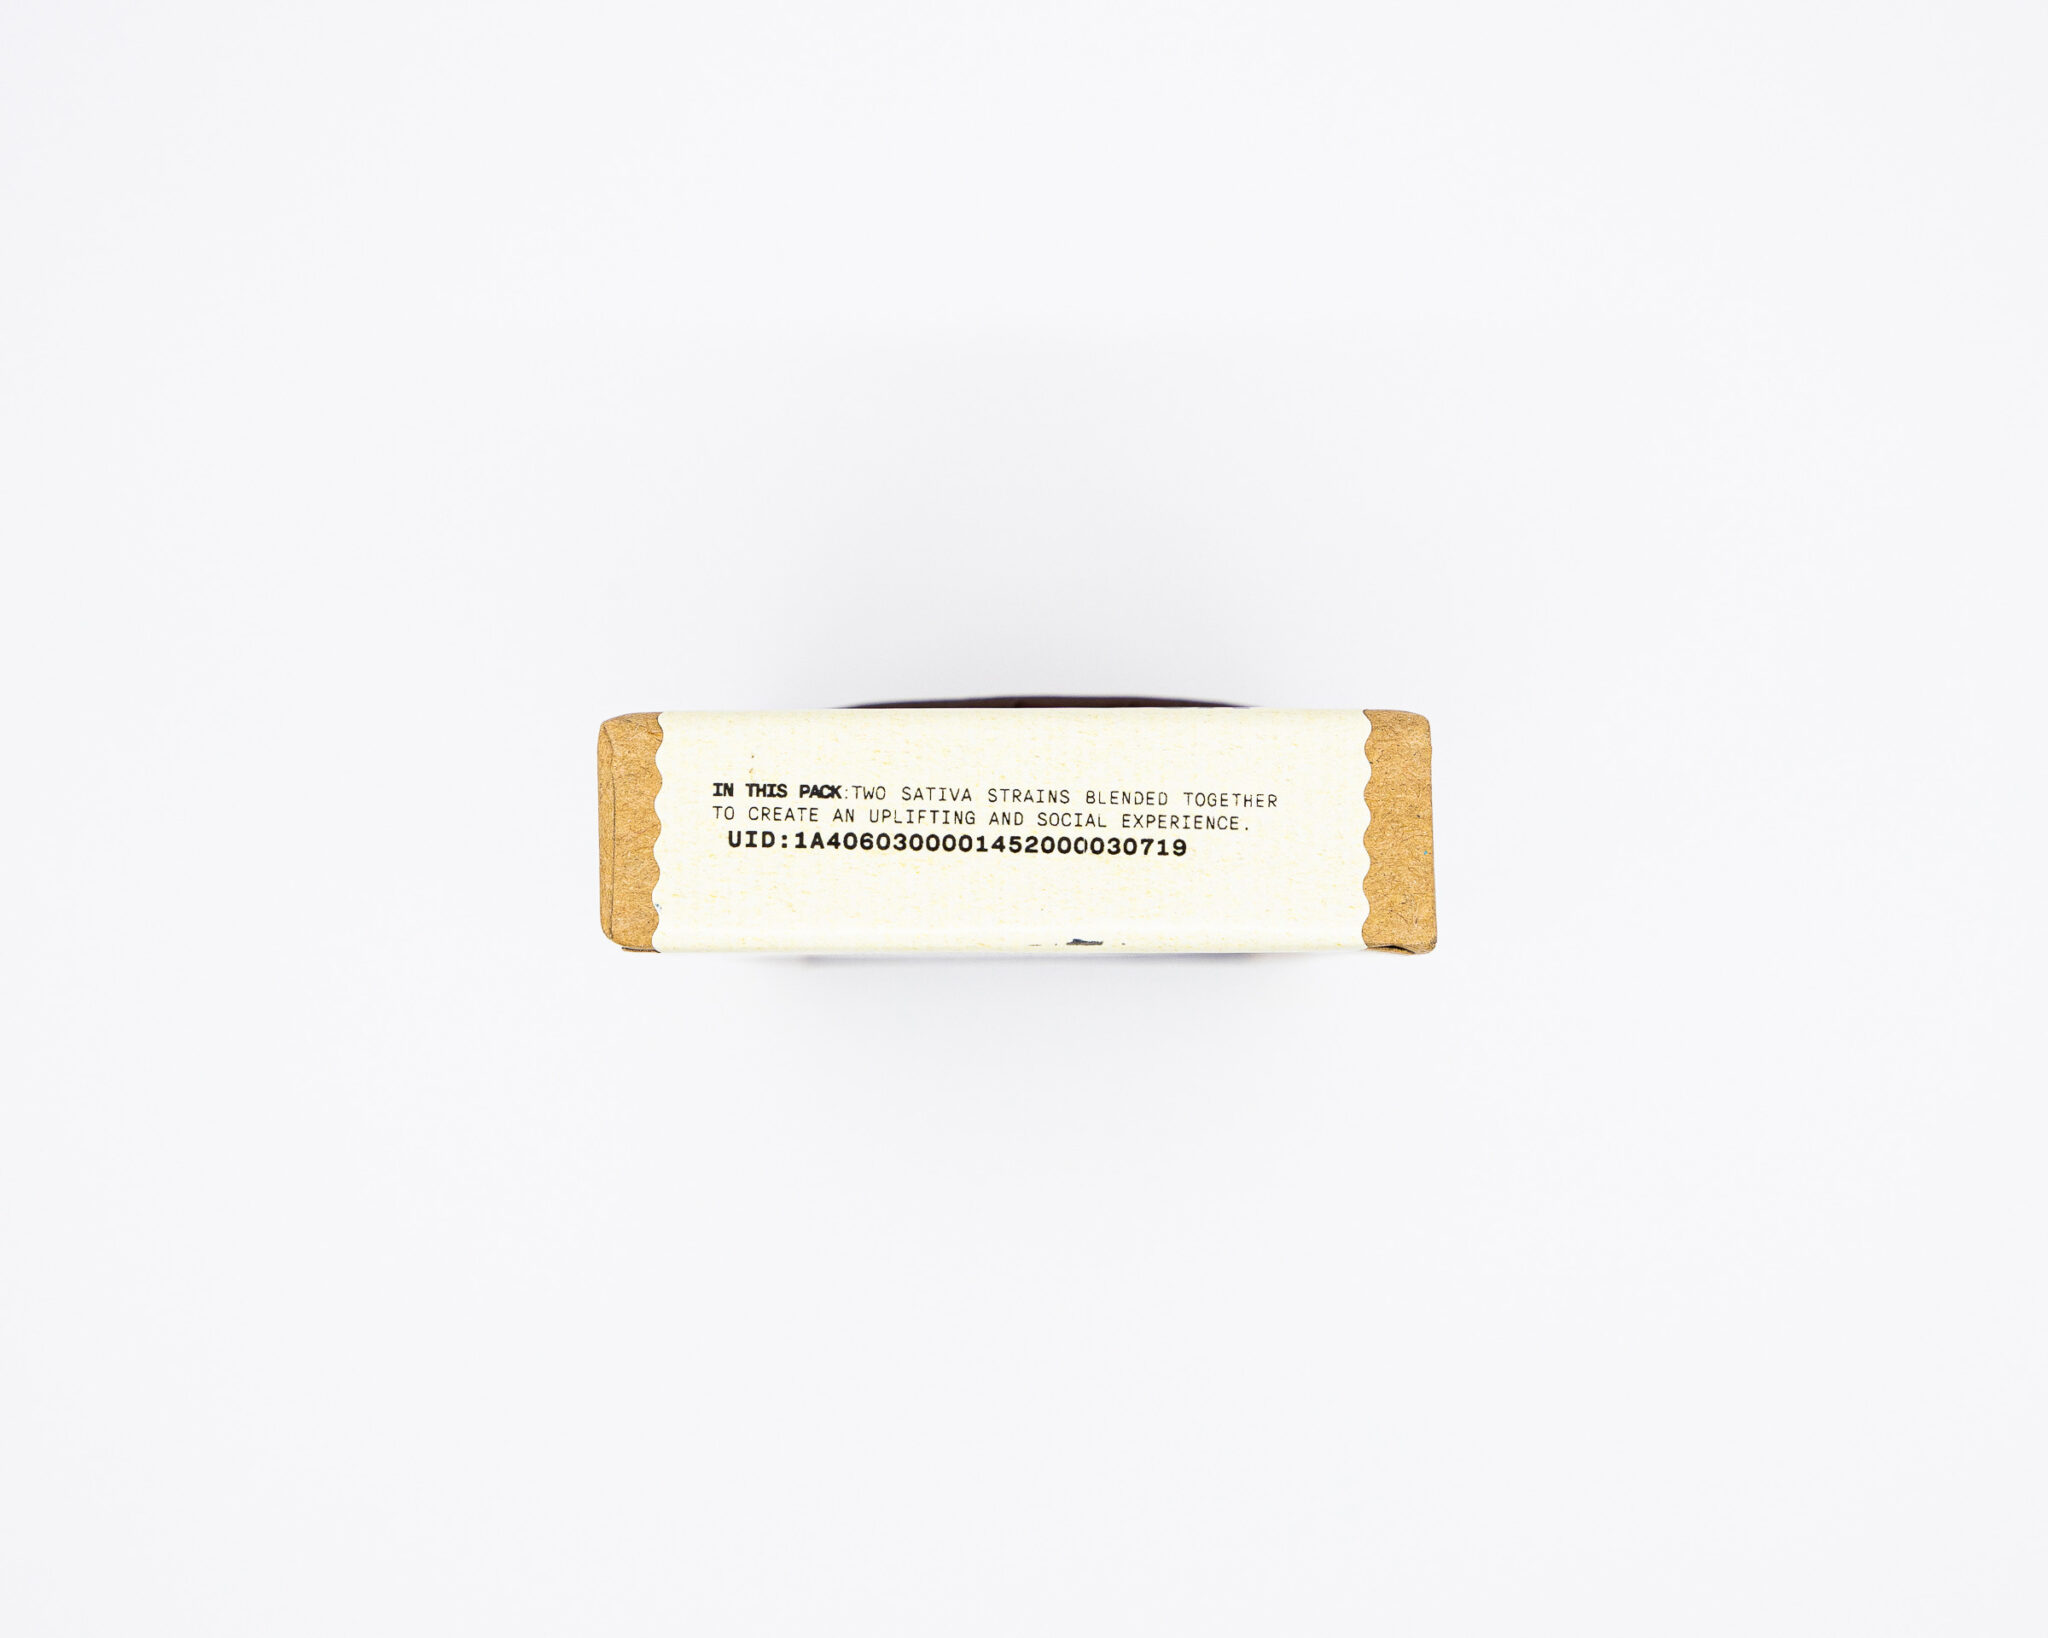 IN THIS PACK:TWO SATIVA STRAINS BLENDED TOGETHER
TO CREATE AN UPLIFTING AND SOCIAL EXPERIENCE.
UID:1A4060300001452000030719